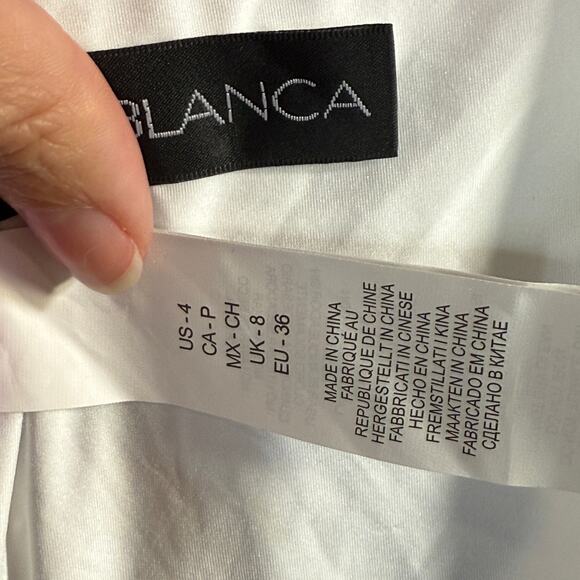 BLANCA
US - 4
CA - P
MX - CH
UK - 8
EU - 36
MADE IN CHINA
FABRIQUÉ AU
REPUBLIQUE DE CHINE
HERGESTELLT IN CHINA
FABBRICATI IN CINESE
HECHO EN CHINA
FREMSTILLAT I I KINA
MAAKTEN IN CHINA
FABRICADO EM CHINA
СДЕЛАНО В КИТАЕ